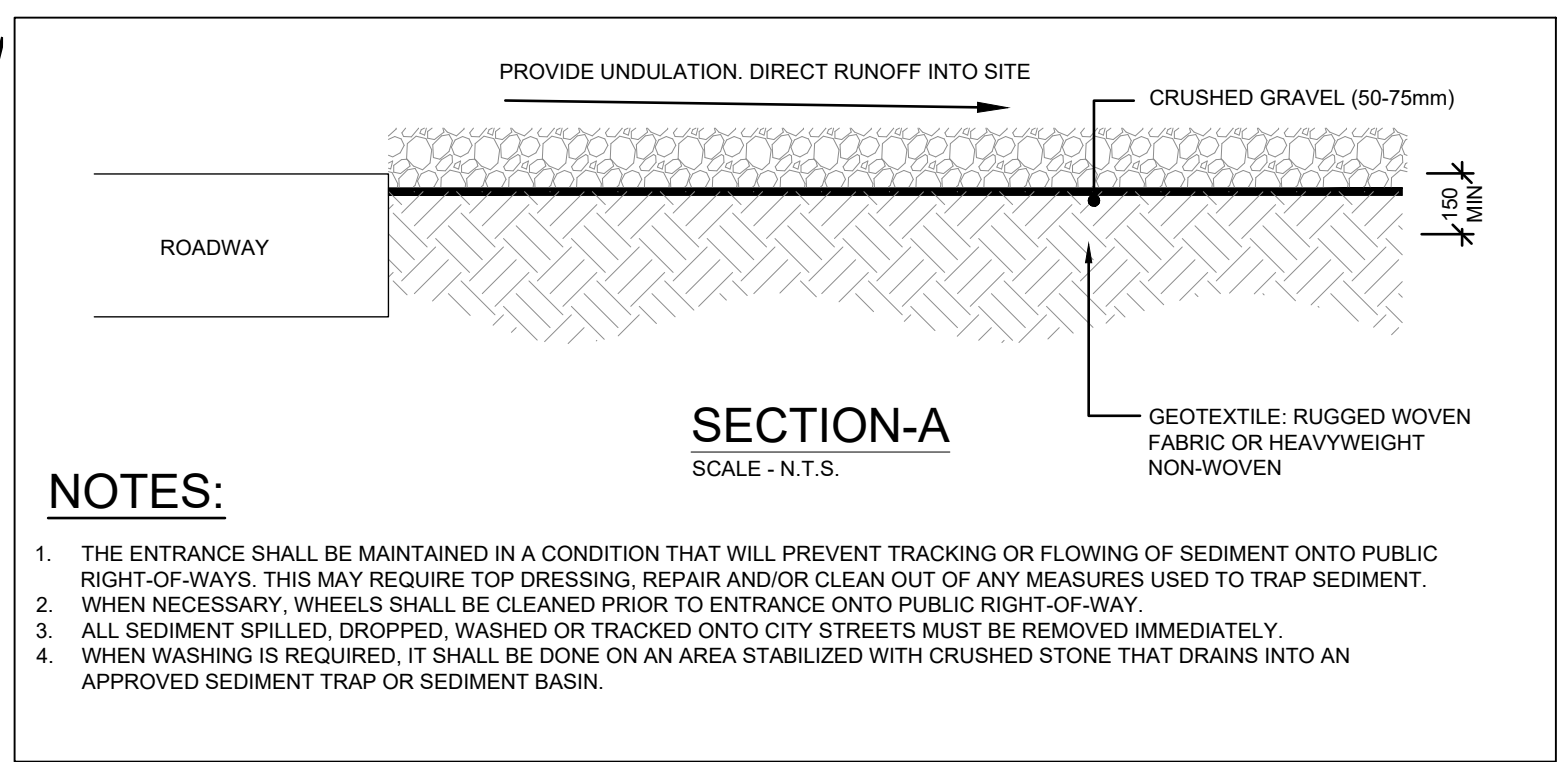 PROVIDE UNDULATION. DIRECT RUNOFF INTO SITE
CRUSHED GRAVEL (50-75mm)
150
MIN
ROADWAY
SECTION-A
SCALE - N.T.S.
GEOTEXTILE: RUGGED WOVEN
FABRIC OR HEAVYWEIGHT
NON-WOVEN
NOTES:
1. THE ENTRANCE SHALL BE MAINTAINED IN A CONDITION THAT WILL PREVENT TRACKING OR FLOWING OF SEDIMENT ONTO PUBLIC
RIGHT-OF-WAYS. THIS MAY REQUIRE TOP DRESSING, REPAIR AND/OR CLEAN OUT OF ANY MEASURES USED TO TRAP SEDIMENT.
2. WHEN NECESSARY, WHEELS SHALL BE CLEANED PRIOR TO ENTRANCE ONTO PUBLIC RIGHT-OF-WAY.
3. ALL SEDIMENT SPILLED, DROPPED, WASHED OR TRACKED ONTO CITY STREETS MUST BE REMOVED IMMEDIATELY.
4. WHEN WASHING IS REQUIRED, IT SHALL BE DONE ON AN AREA STABILIZED WITH CRUSHED STONE THAT DRAINS INTO AN
APPROVED SEDIMENT TRAP OR SEDIMENT BASIN.